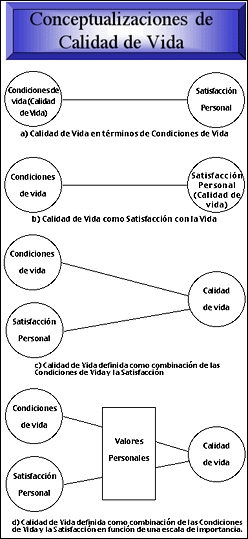 Conceptualizaciones de
Calidad de Vida
Condiciones de
vida (Calidad
de Vida)
Satisfacción
Personal
a) Calidad de Vida en términos de Condiciones de Vida
Condiciones
de vida
Satisfacción
Personal
(Calidad de
vida)
b) Calidad de Vida como Satisfacción con la Vida
Condiciones
de vida
Satisfacción
Personal
Calidad
de vida
c) Calidad de Vida definida como combinación de las
Condiciones de Vida y la Satisfacción
Condiciones
de vida
Satisfacción
Personal
Valores
Personales
Calidad
de vida
d) Calidad de Vida definida como combinación de las Condiciones
de Vida y la Satisfacción en función de una escala de importancia.